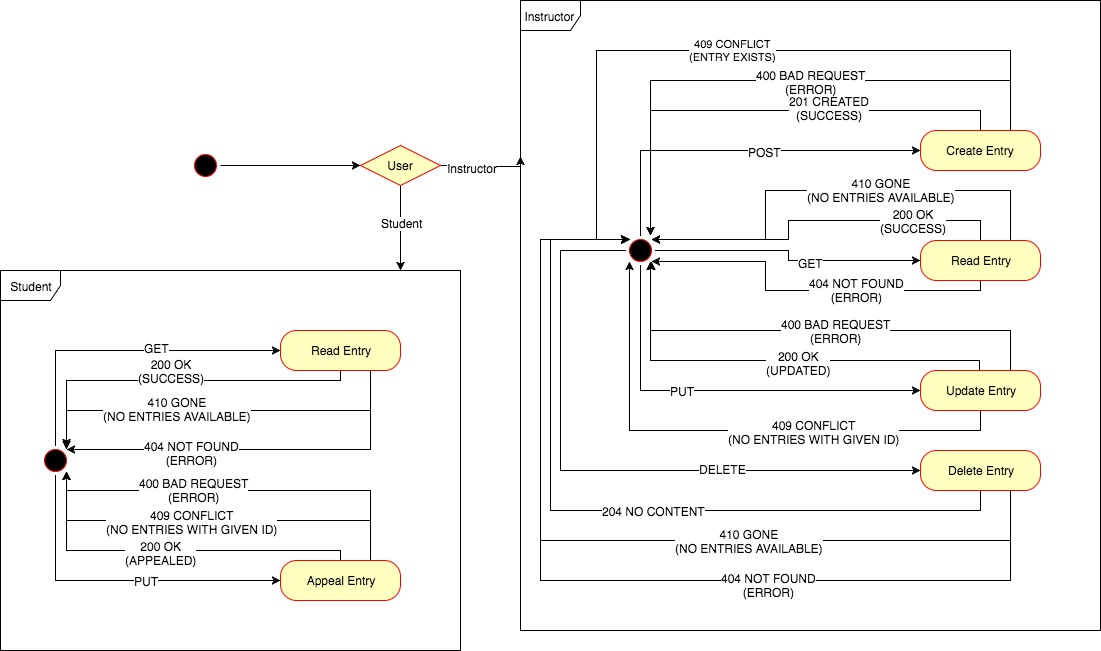 Instructor
409 CONFLICT
(ENTRY EXISTS)
400 BAD REQUEST
(ERROR)
201 CREATED
(SUCCESS)
POST
Create Entry
User
Instructor
Student
410 GONE
(NO ENTRIES AVAILABLE)
200 OK
(SUCCESS)
GET
Read Entry
404 NOT FOUND
(ERROR)
400 BAD REQUEST
(ERROR)
200 OK
(UPDATED)
PUT
Update Entry
409 CONFLICT
(NO ENTRIES WITH GIVEN ID)
DELETE
Delete Entry
204 NO CONTENT
410 GONE
(NO ENTRIES AVAILABLE)
404 NOT FOUND
(ERROR)
Student
GET
Read Entry
200 OK
(SUCCESS)
410 GONE
(NO ENTRIES AVAILABLE)
404 NOT FOUND
(ERROR)
400 BAD REQUEST
(ERROR)
409 CONFLICT
(NO ENTRIES WITH GIVEN ID)
200 OK
(APPEALED)
PUT
Appeal Entry